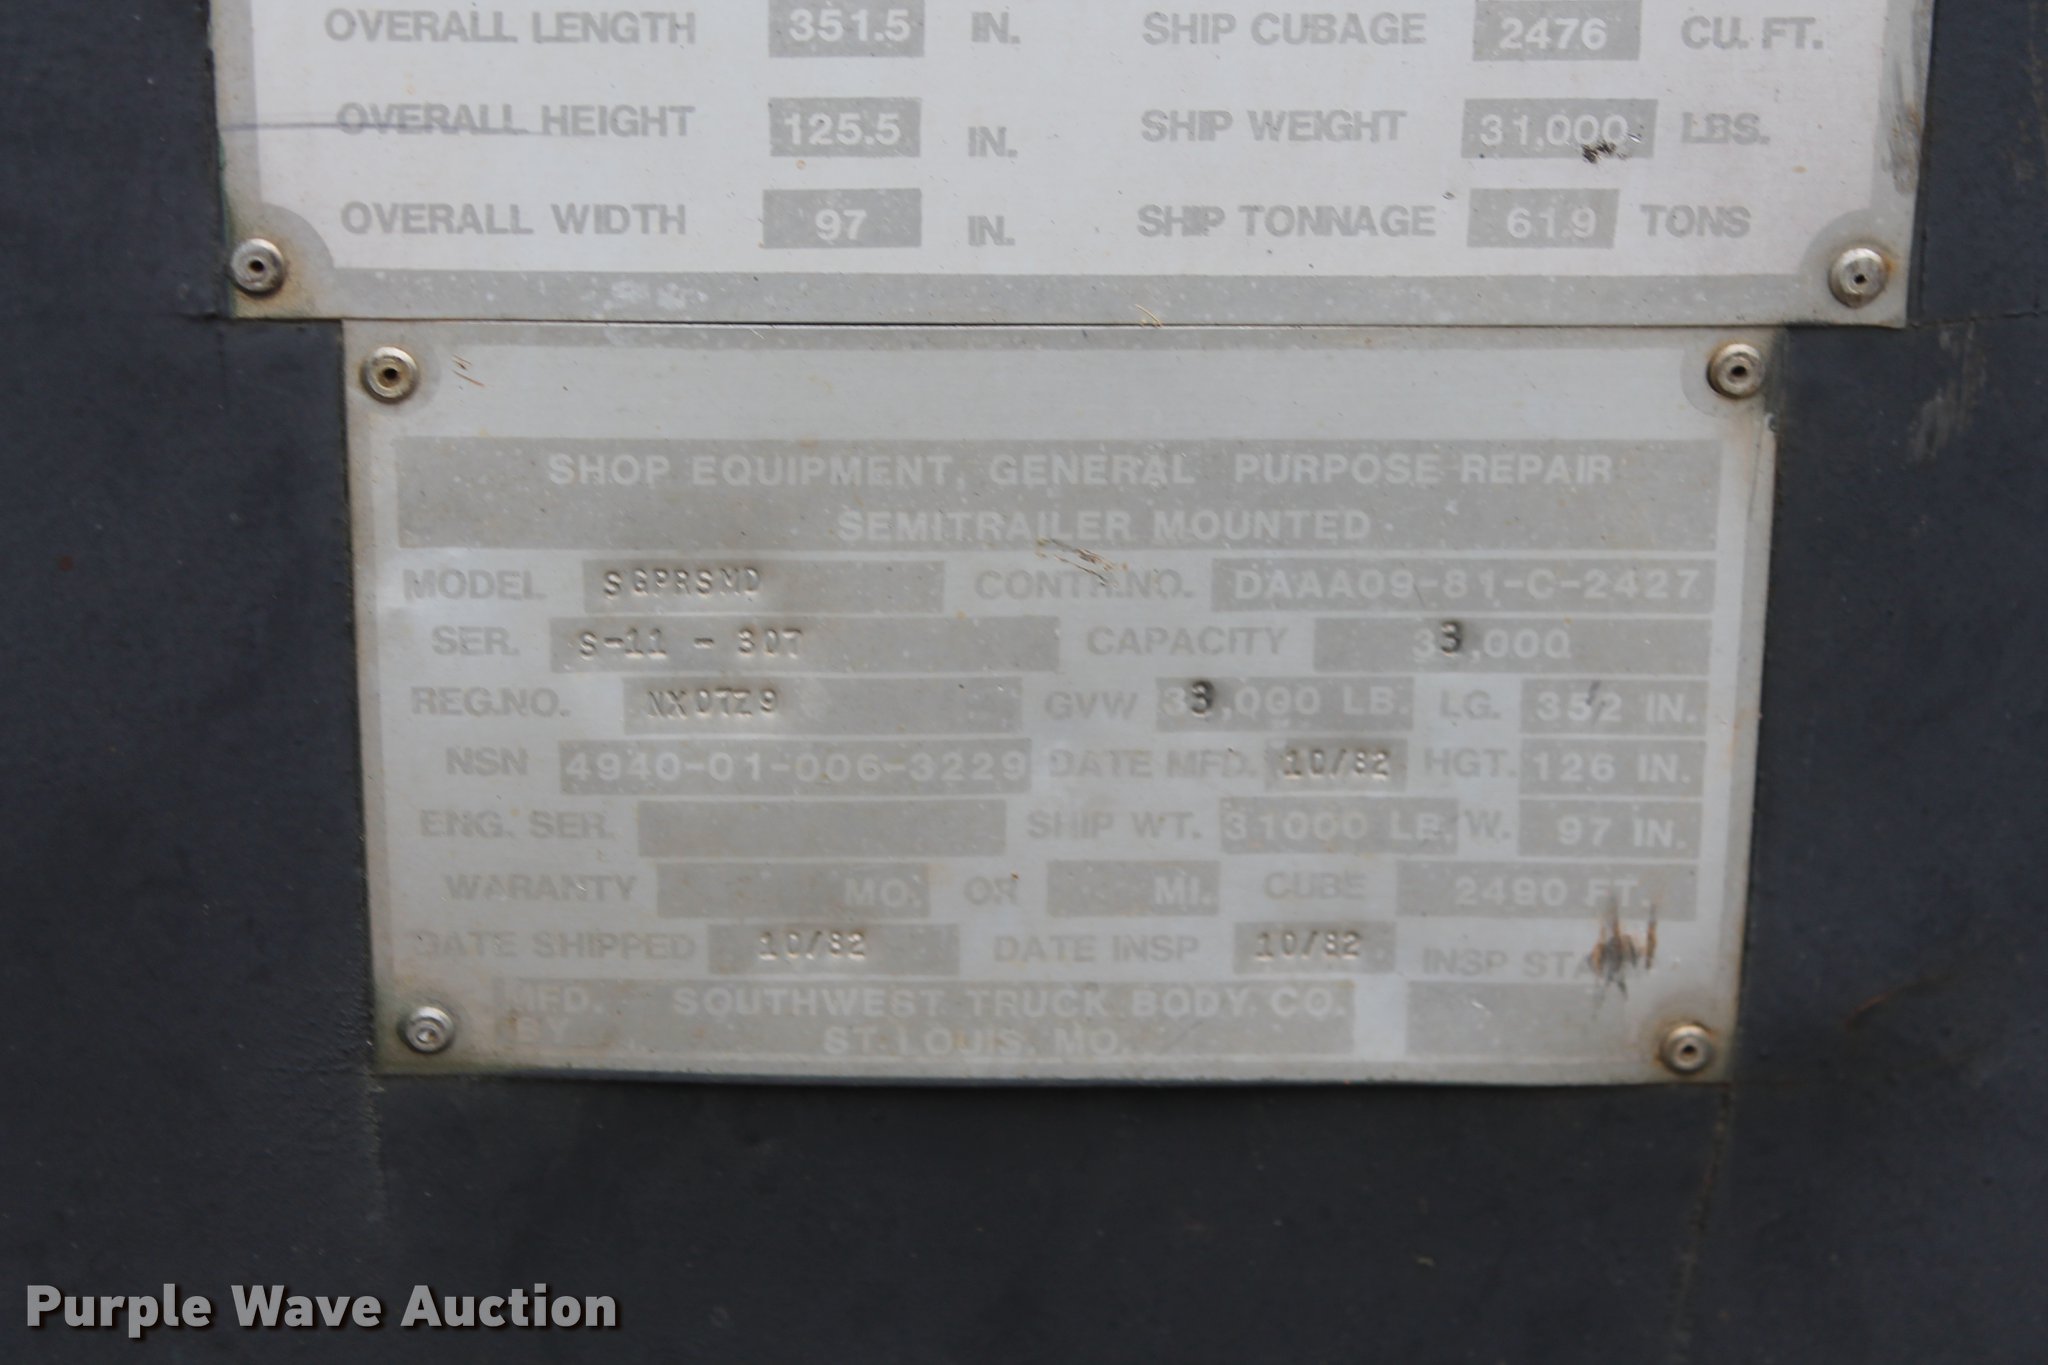 OVERALL LENGTH 351.5 IN. SHIP CUBAGE 2476 CU. FT.
OVERALL HEIGHT 125.5 IN. SHIP WEIGHT 31,000 LBS.
OVERALL WIDTH 97 IN. SHIP TONNAGE 61.9 TONS
SHOP EQUIPMENT, GENERAL PURPOSE REPAIR
SEMITRAILER MOUNTED
MODEL SGPRSMD CONTR.NO. DAAA09-81-C-2427
SER. S-11 - 307 CAPACITY 33,000
REG.NO. NX07Z9 GVW 33,000 LB. LG. 352 IN.
NSN 4940-01-006-3229 DATE MFD. 10/82 HGT. 126 IN.
ENG. SER. SHIP WT. 31000 LB. W. 97 IN.
WARANTY MO. OR MI. CUBE 2490 FT.
DATE SHIPPED 10/82 DATE INSP 10/82 INSP
MFD. SOUTHWEST TRUCK BODY CO.
BY ST. LOUIS, MO.
Purple Wave Auction